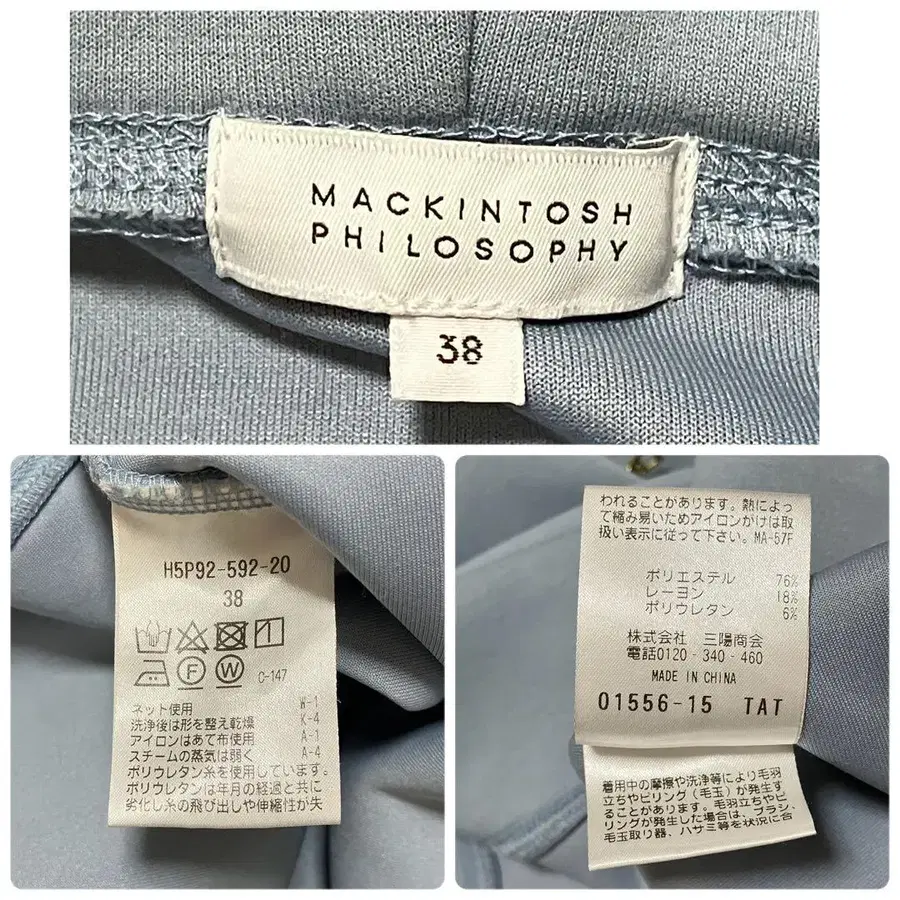 MACKINTOSH
PHILOSOPHY
38
H5P92-592-20
38
F
W
C-147
ネット使用 W-1
洗浄後は形を整え乾燥 K-4
アイロンはあて布使用 A-1
スチームの蒸気は弱く A-4
ポリウレタン糸を使用しています。
ポリウレタンは年月の経過と共に
劣化し糸の飛び出しや伸縮性が失
われることがあります。熱によっ
て縮み易いためアイロンがけは取
扱い表示に従って下さい。MA-57F
ポリエステル 76%
レーヨン 18%
ポリウレタン 6%
株式会社 三陽商会
電話0120-340-460
MADE IN CHINA
01556-15 TAT
着用中の摩擦や洗浄等により毛羽
立ちやピリング(毛玉)が発生す
ることがあります。毛羽立ちやピ
リングが発生した場合は、ブラシ、
毛玉取り器、ハサミ等を状況に合